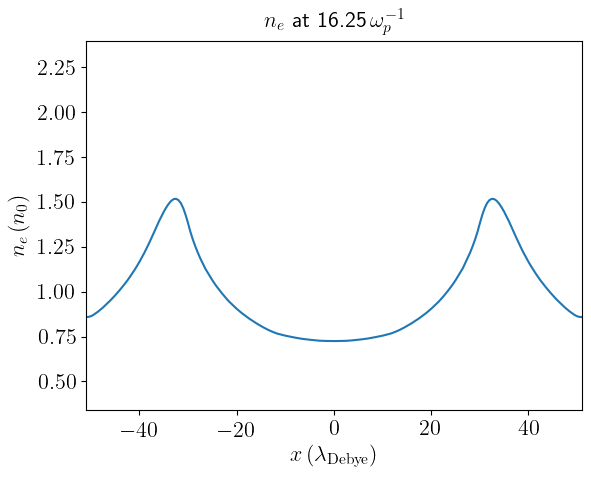 $n_e$ at $16.25\,\omega_p^{-1}$
2.25
2.00
1.75
1.50
1.25
1.00
0.75
0.50
$n_e\,(n_0)$
−40 −20 0 20 40
$x\,(\lambda_{\mathrm{Debye}})$